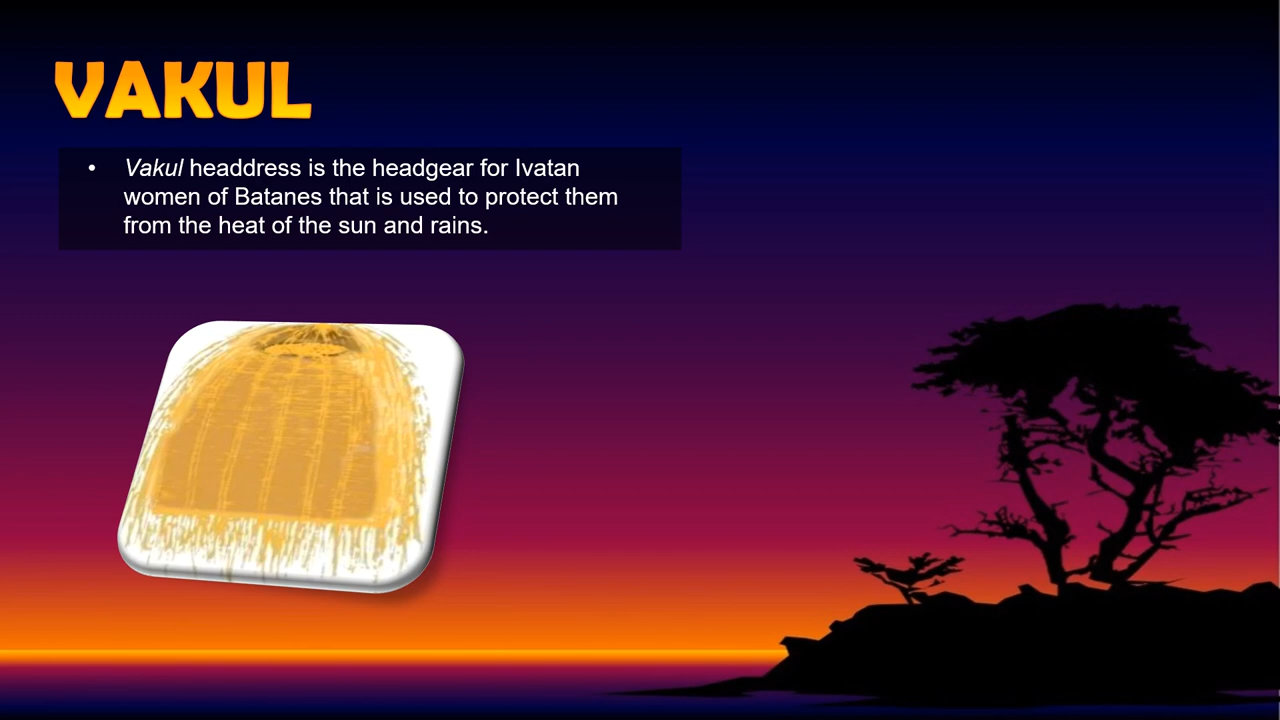 VAKUL
• Vakul headdress is the headgear for Ivatan
women of Batanes that is used to protect them
from the heat of the sun and rains.